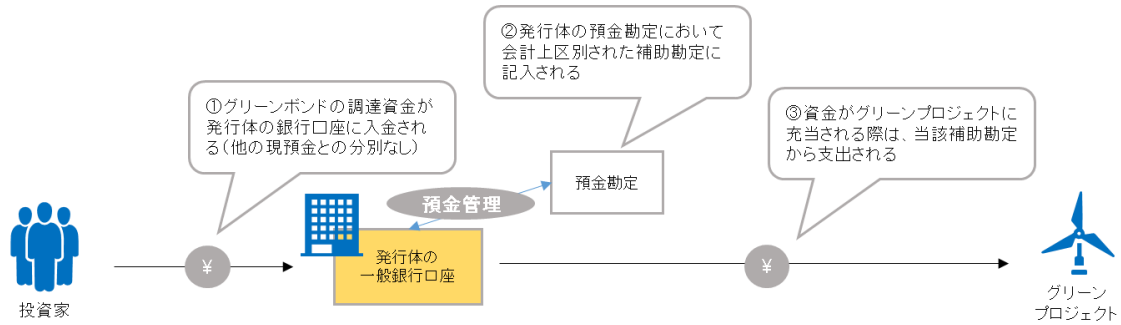 ②発行体の預金勘定において
会計上区別された補助勘定に
記入される
①グリーンボンドの調達資金が
発行体の銀行口座に入金され
る（他の現預金との分別なし）
③資金がグリーンプロジェクトに
充当される際は、当該補助勘定
から支出される
預金勘定
預金管理
発行体の
一般銀行口座
¥
¥
投資家
グリーン
プロジェクト